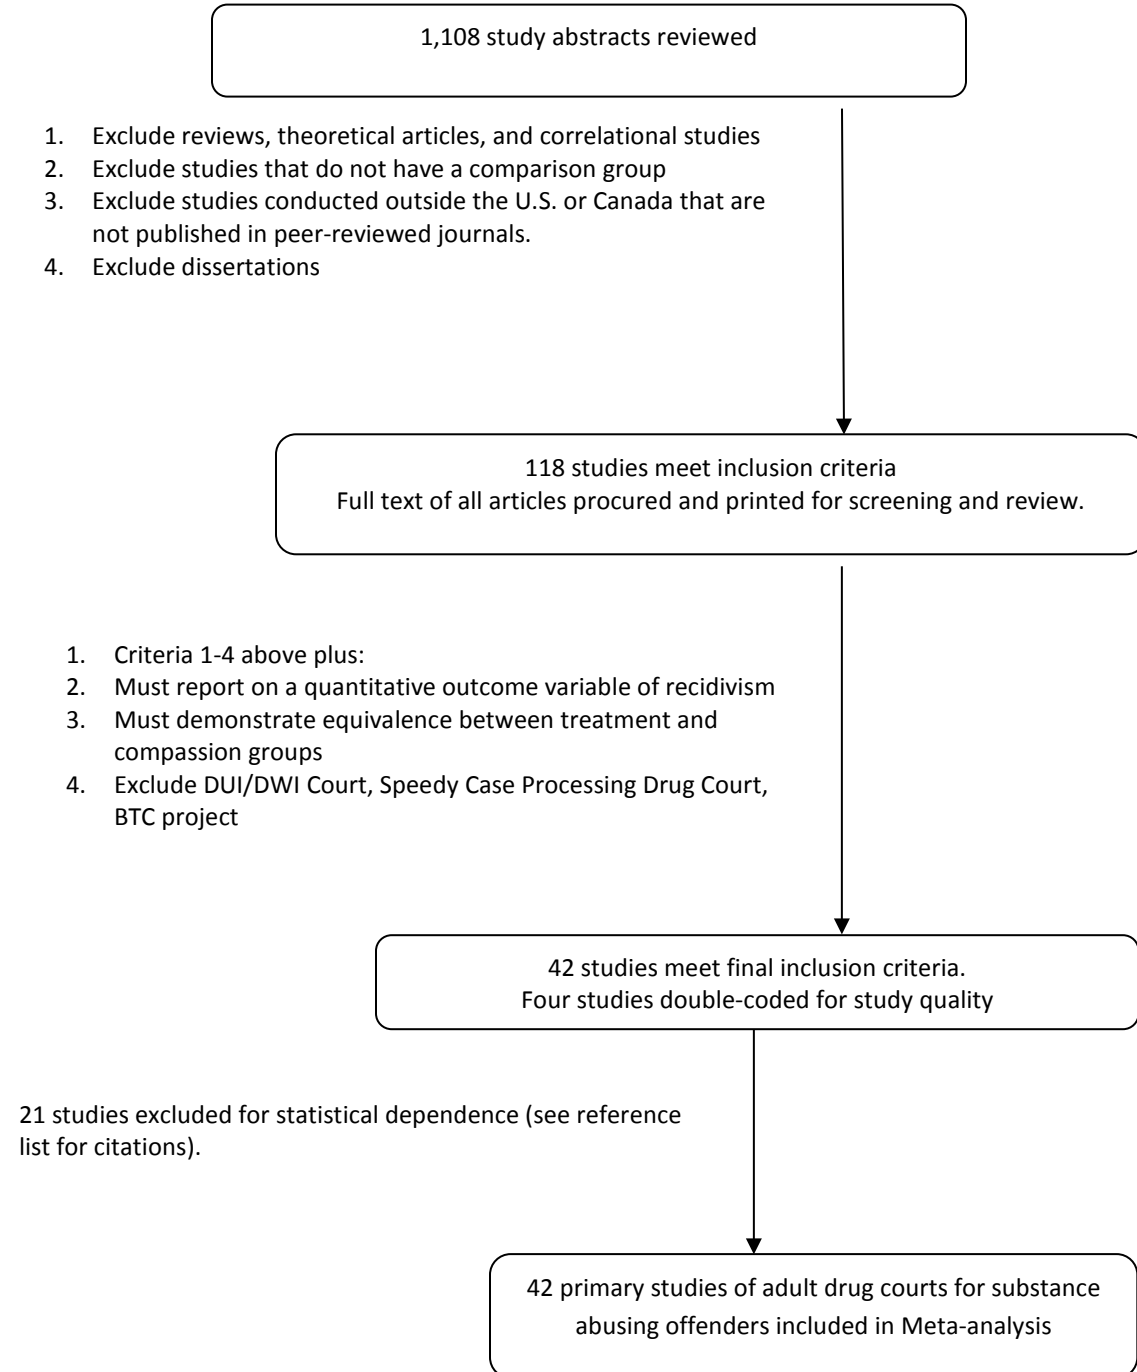 1,108 study abstracts reviewed
1. Exclude reviews, theoretical articles, and correlational studies
2. Exclude studies that do not have a comparison group
3. Exclude studies conducted outside the U.S. or Canada that are
not published in peer-reviewed journals.
4. Exclude dissertations
118 studies meet inclusion criteria
Full text of all articles procured and printed for screening and review.
1. Criteria 1-4 above plus:
2. Must report on a quantitative outcome variable of recidivism
3. Must demonstrate equivalence between treatment and
compassion groups
4. Exclude DUI/DWI Court, Speedy Case Processing Drug Court,
BTC project
42 studies meet final inclusion criteria.
Four studies double-coded for study quality
21 studies excluded for statistical dependence (see reference
list for citations).
42 primary studies of adult drug courts for substance
abusing offenders included in Meta-analysis